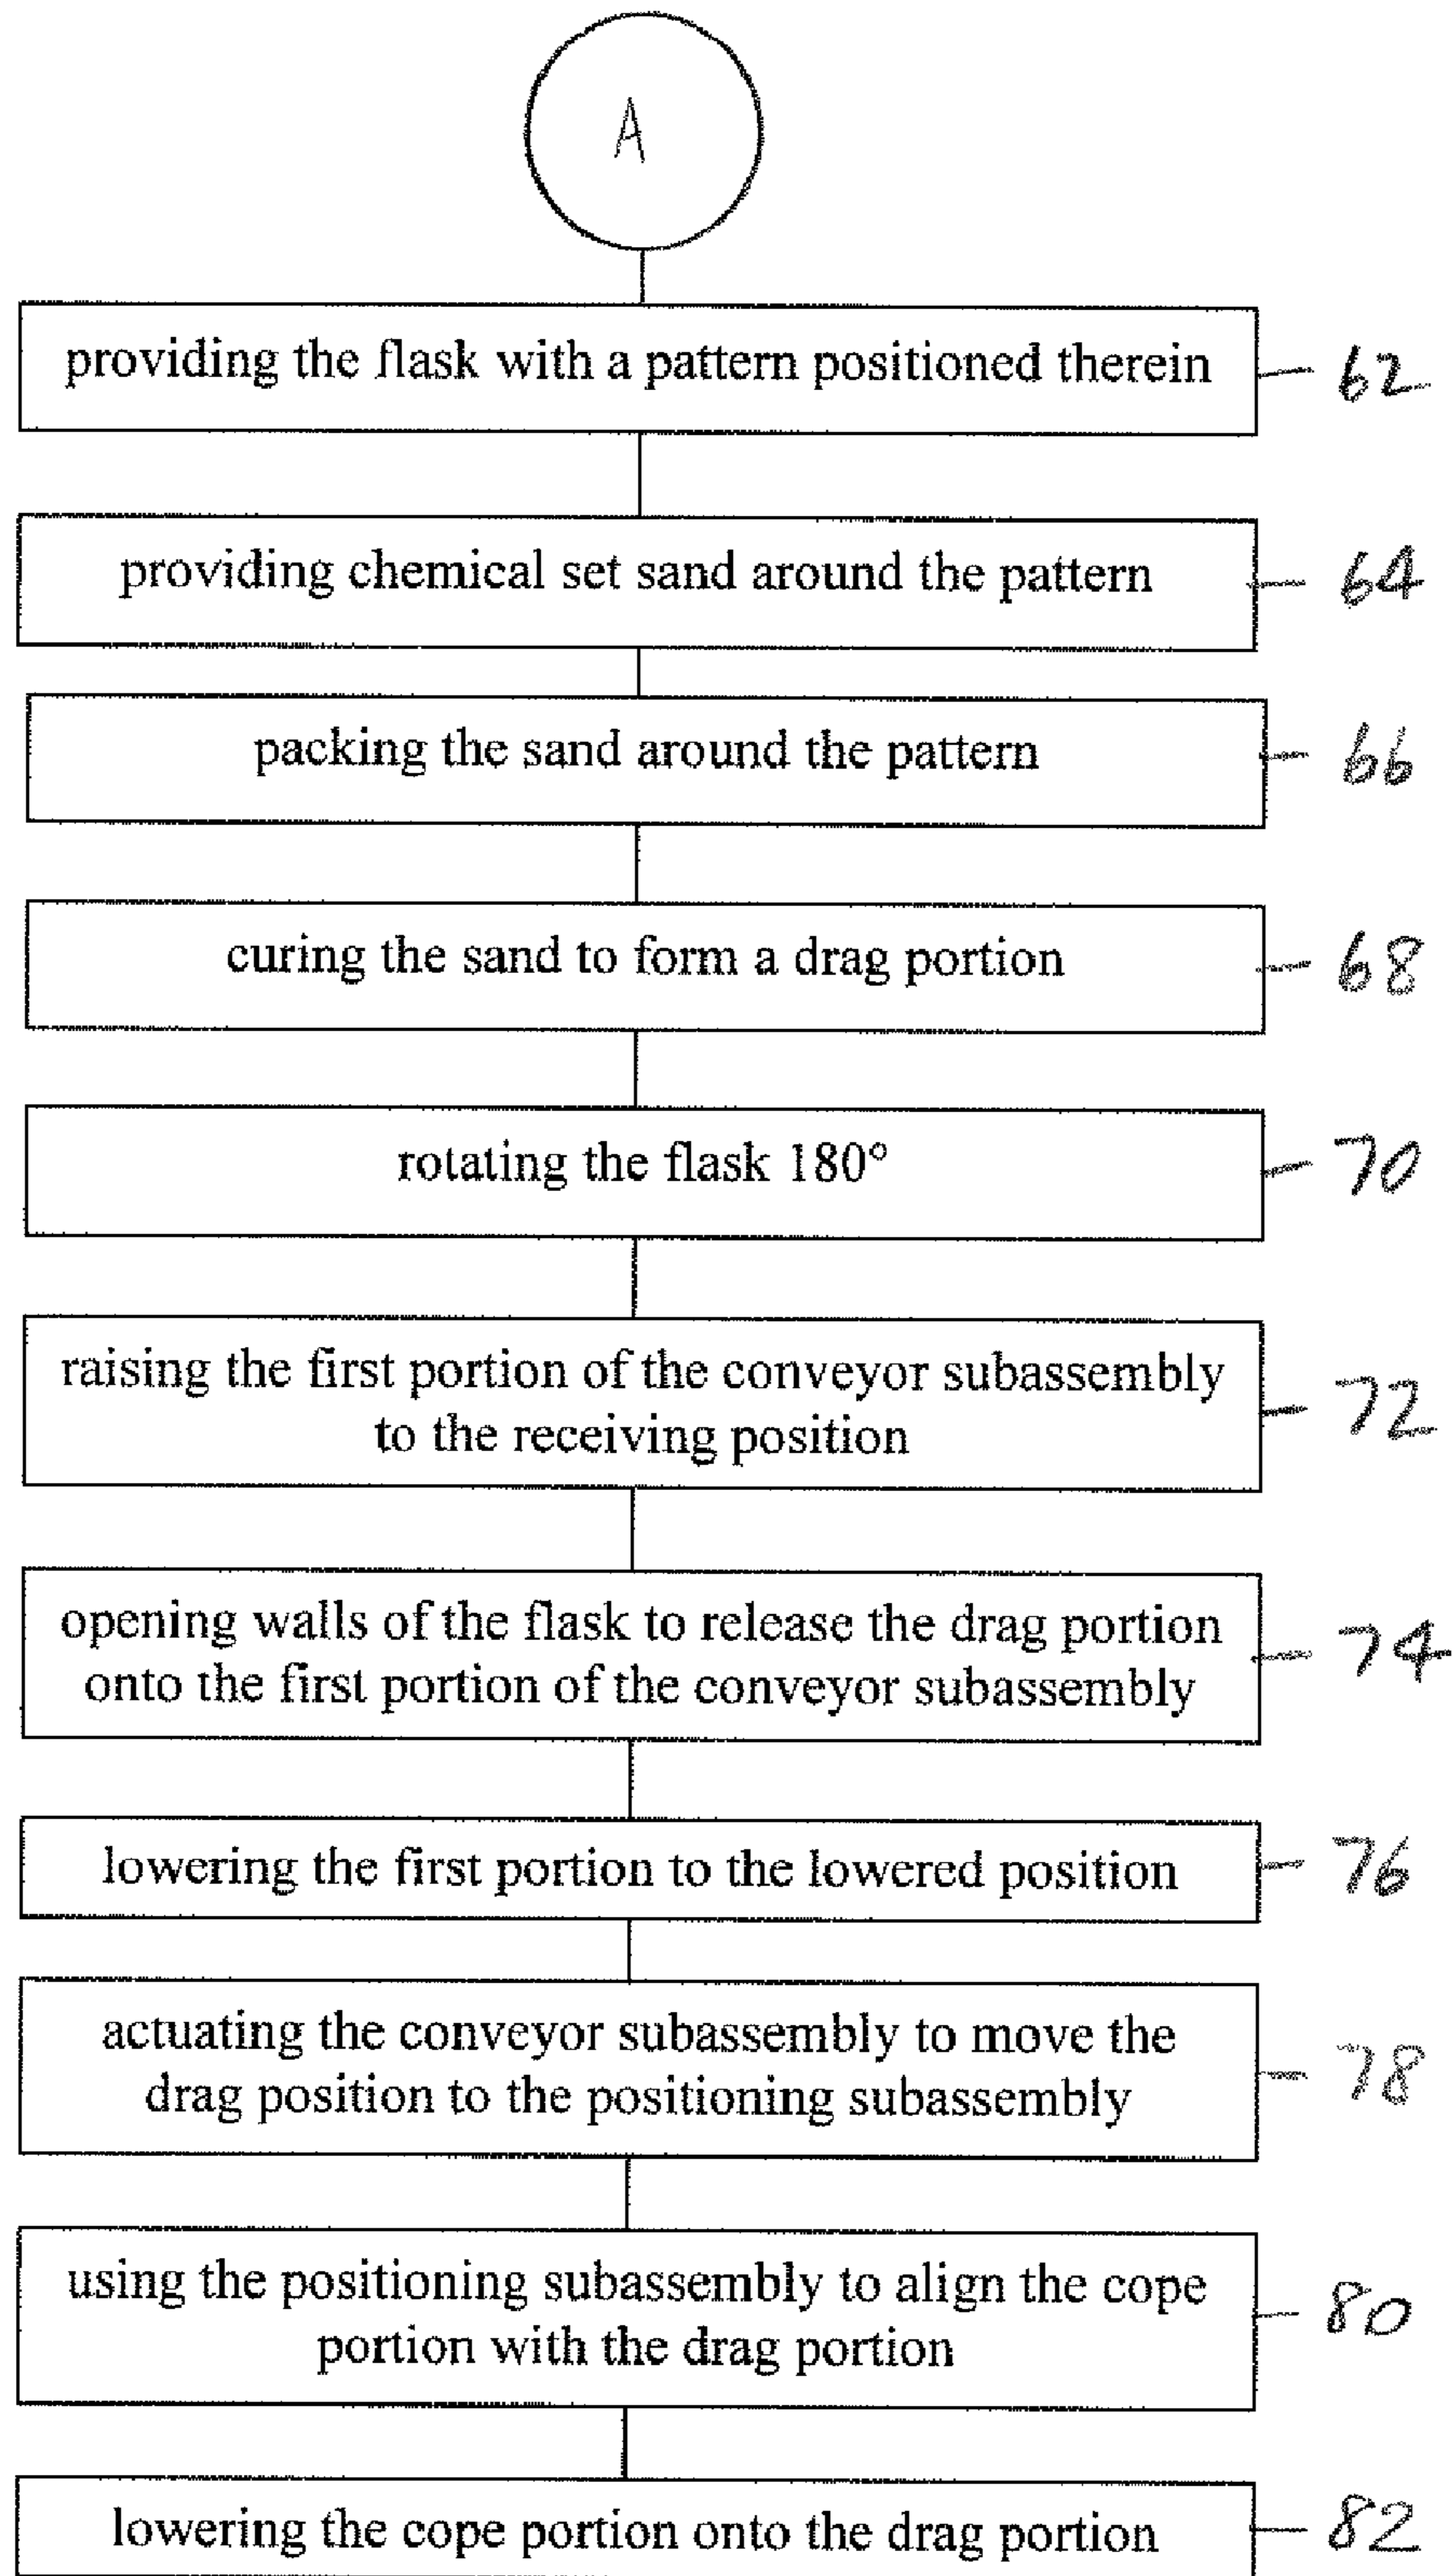 A
providing the flask with a pattern positioned therein
62
providing chemical set sand around the pattern
64
packing the sand around the pattern
66
curing the sand to form a drag portion
68
rotating the flask 180°
70
raising the first portion of the conveyor subassembly
to the receiving position
72
opening walls of the flask to release the drag portion
onto the first portion of the conveyor subassembly
74
lowering the first portion to the lowered position
76
actuating the conveyor subassembly to move the
drag position to the positioning subassembly
78
using the positioning subassembly to align the cope
portion with the drag portion
80
lowering the cope portion onto the drag portion
82